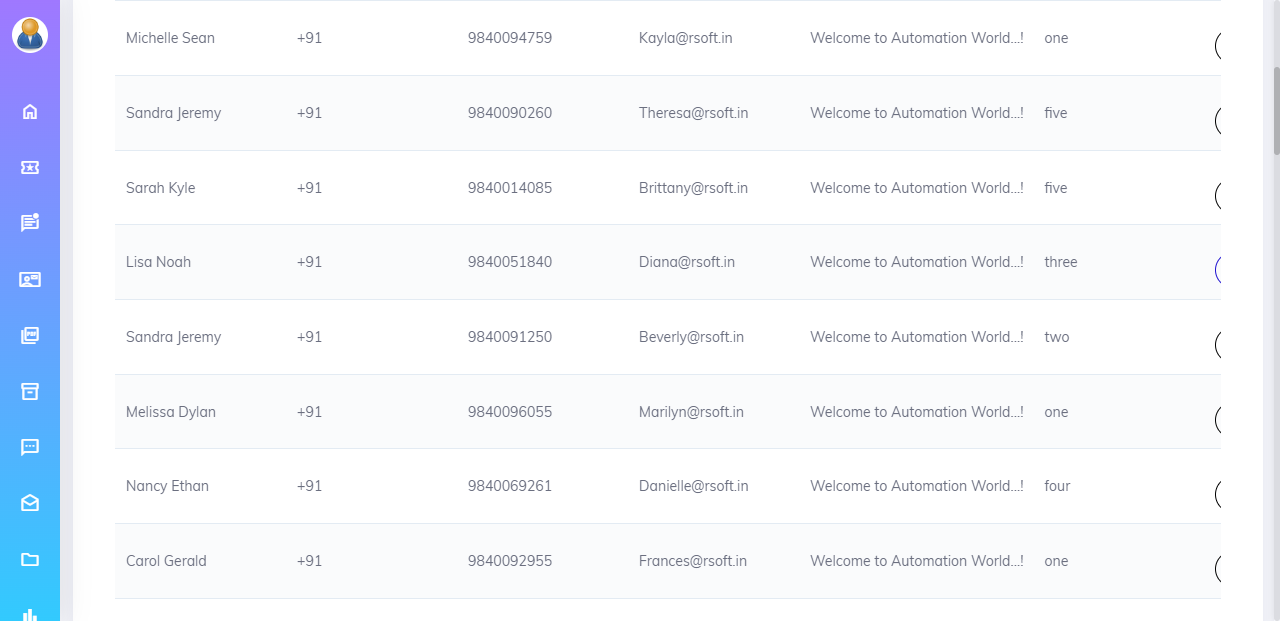 Michelle Sean +91 9840094759 Kayla@rsoft.in Welcome to Automation World...! one
Sandra Jeremy +91 9840090260 Theresa@rsoft.in Welcome to Automation World...! five
Sarah Kyle +91 9840014085 Brittany@rsoft.in Welcome to Automation World...! five
Lisa Noah +91 9840051840 Diana@rsoft.in Welcome to Automation World...! three
Sandra Jeremy +91 9840091250 Beverly@rsoft.in Welcome to Automation World...! two
Melissa Dylan +91 9840096055 Marilyn@rsoft.in Welcome to Automation World...! one
Nancy Ethan +91 9840069261 Danielle@rsoft.in Welcome to Automation World...! four
Carol Gerald +91 9840092955 Frances@rsoft.in Welcome to Automation World...! one